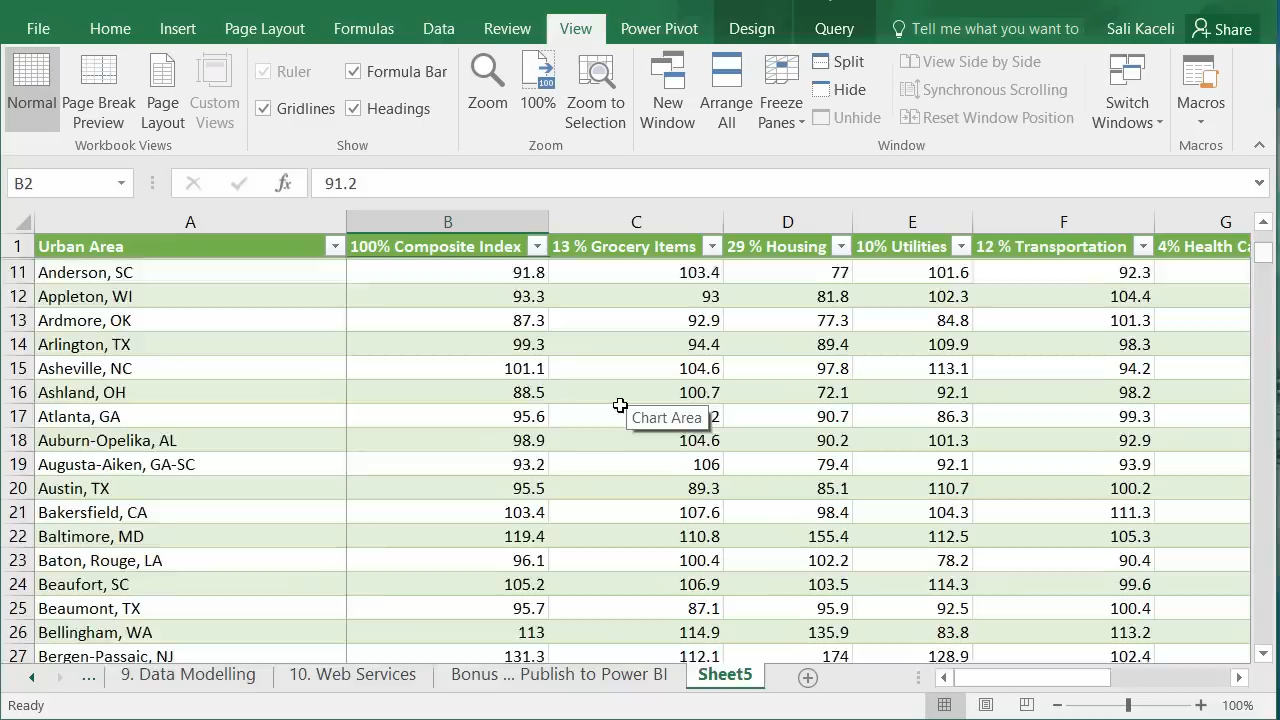 File Home Insert Page Layout Formulas Data Review View Power Pivot Design Query Tell me what you want to Sali Kaceli Share
Normal Page Break Preview Page Layout Custom Views
Workbook Views
Ruler Formula Bar
Gridlines Headings
Show
Zoom 100% Zoom to Selection
100
Zoom
New Window Arrange All Freeze Panes
Split View Side by Side
Hide Synchronous Scrolling
Unhide Reset Window Position
Switch Windows
Window
Macros
Macros
B2 fx 91.2
A B C D E F G
1 Urban Area 100% Composite Index 13 % Grocery Items 29 % Housing 10% Utilities 12 % Transportation 4% Health Ca
11 Anderson, SC 91.8 103.4 77 101.6 92.3
12 Appleton, WI 93.3 93 81.8 102.3 104.4
13 Ardmore, OK 87.3 92.9 77.3 84.8 101.3
14 Arlington, TX 99.3 94.4 89.4 109.9 98.3
15 Asheville, NC 101.1 104.6 97.8 113.1 94.2
16 Ashland, OH 88.5 100.7 72.1 92.1 98.2
17 Atlanta, GA 95.6 2 90.7 86.3 99.3
Chart Area
18 Auburn-Opelika, AL 98.9 104.6 90.2 101.3 92.9
19 Augusta-Aiken, GA-SC 93.2 106 79.4 92.1 93.9
20 Austin, TX 95.5 89.3 85.1 110.7 100.2
21 Bakersfield, CA 103.4 107.6 98.4 104.3 111.3
22 Baltimore, MD 119.4 110.8 155.4 112.5 105.3
23 Baton, Rouge, LA 96.1 100.4 102.2 78.2 90.4
24 Beaufort, SC 105.2 106.9 103.5 114.3 99.6
25 Beaumont, TX 95.7 87.1 95.9 92.5 100.4
26 Bellingham, WA 113 114.9 135.9 83.8 113.2
27 Bergen-Passaic, NJ 131.3 112.1 174 128.9 102.4
... 9. Data Modelling 10. Web Services Bonus ... Publish to Power BI Sheet5
Ready 100%